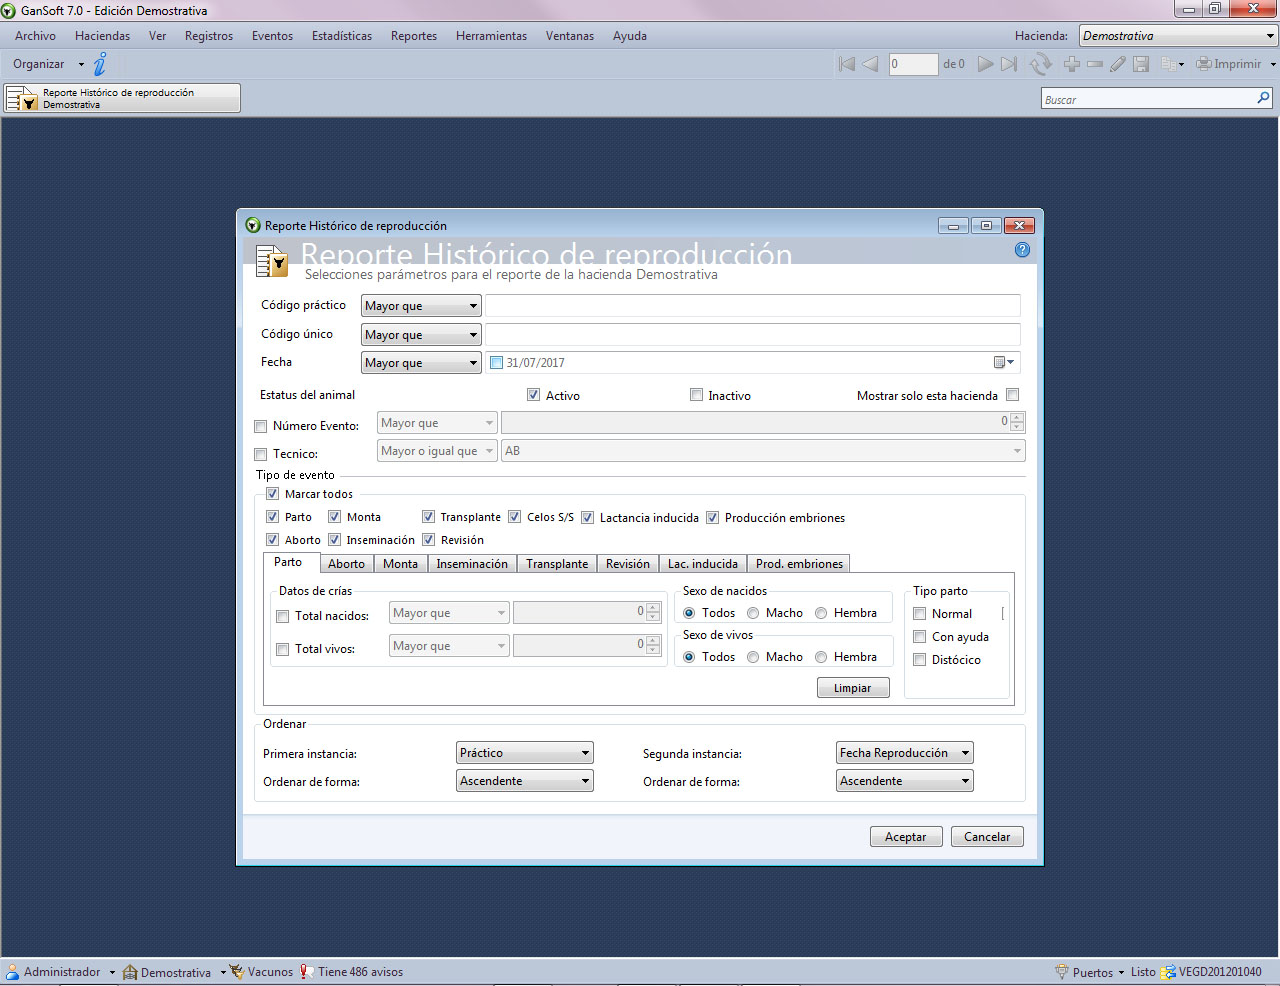 GanSoft 7.0 - Edición Demostrativa
Archivo Haciendas Ver Registros Eventos Estadísticas Reportes Herramientas Ventanas Ayuda Hacienda: Demostrativa
Organizar 0 de 0 Imprimir
Reporte Histórico de reproducción
Demostrativa
Buscar
Reporte Histórico de reproducción
Reporte Histórico de reproducción
Selecciones parámetros para el reporte de la hacienda Demostrativa
Código práctico Mayor que
Código único Mayor que
Fecha Mayor que 31/07/2017
Estatus del animal Activo Inactivo Mostrar solo esta hacienda
Número Evento: Mayor que 0
Tecnico: Mayor o igual que AB
Tipo de evento
Marcar todos
Parto Monta Transplante Celos S/S Lactancia inducida Producción embriones
Aborto Inseminación Revisión
Parto Aborto Monta Inseminación Transplante Revisión Lac. inducida Prod. embriones
Datos de crías Sexo de nacidos Tipo parto
Total nacidos: Mayor que 0 Todos Macho Hembra Normal
Sexo de vivos Con ayuda
Total vivos: Mayor que 0 Todos Macho Hembra Distócico
Limpiar
Ordenar
Primera instancia: Práctico Segunda instancia: Fecha Reproducción
Ordenar de forma: Ascendente Ordenar de forma: Ascendente
Aceptar Cancelar
Administrador Demostrativa Vacunos Tiene 486 avisos Puertos Listo VEGD201201040